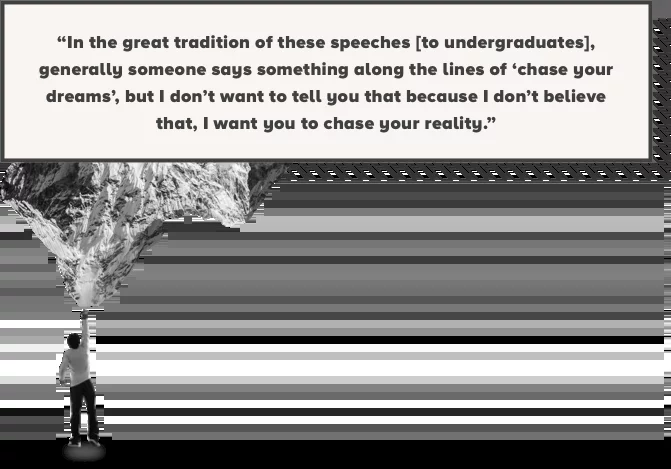 “In the great tradition of these speeches [to undergraduates],
generally someone says something along the lines of ‘chase your
dreams’, but I don’t want to tell you that because I don’t believe
that, I want you to chase your reality.”